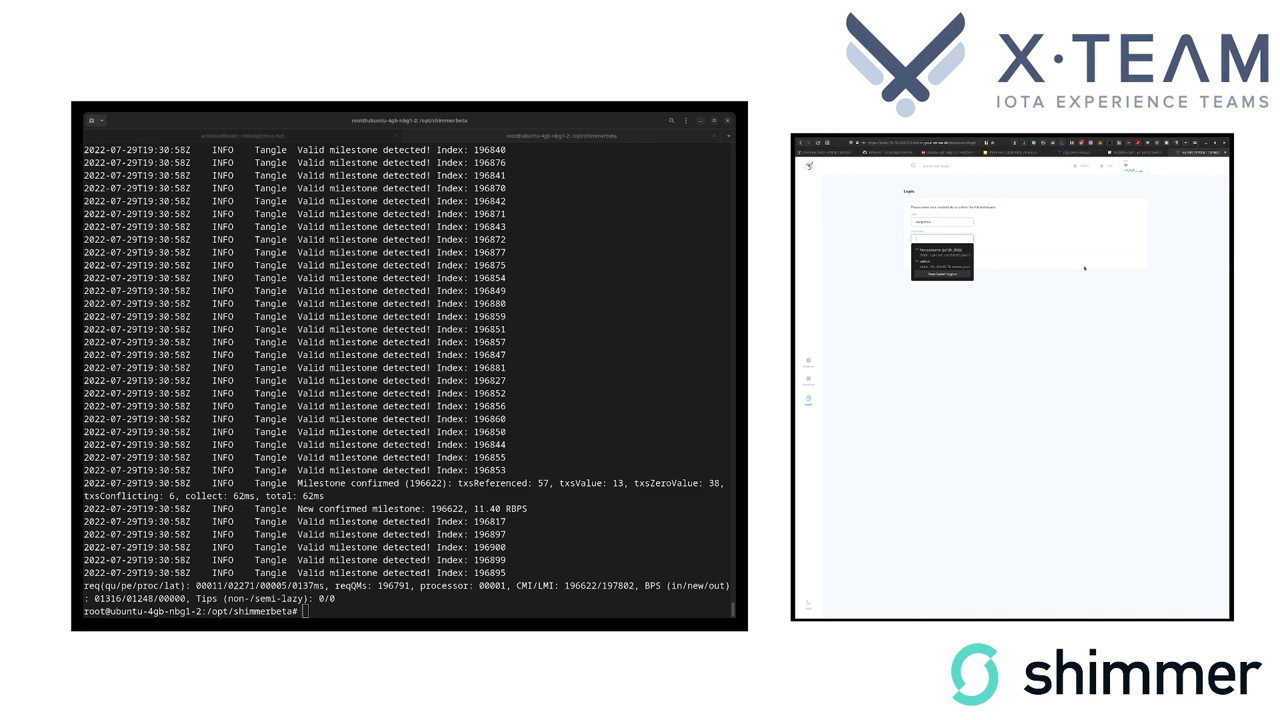 X·TEAM
IOTA EXPERIENCE TEAMS
root@ubuntu-4gb-nbg1-2: /opt/shimmerbeta
root@ubuntu-4gb-nbg1-2: /opt/shimmerbeta
2022-07-29T19:30:58Z INFO Tangle Valid milestone detected! Index: 196840
2022-07-29T19:30:58Z INFO Tangle Valid milestone detected! Index: 196876
2022-07-29T19:30:58Z INFO Tangle Valid milestone detected! Index: 196841
2022-07-29T19:30:58Z INFO Tangle Valid milestone detected! Index: 196870
2022-07-29T19:30:58Z INFO Tangle Valid milestone detected! Index: 196842
2022-07-29T19:30:58Z INFO Tangle Valid milestone detected! Index: 196871
2022-07-29T19:30:58Z INFO Tangle Valid milestone detected! Index: 196843
2022-07-29T19:30:58Z INFO Tangle Valid milestone detected! Index: 196872
2022-07-29T19:30:58Z INFO Tangle Valid milestone detected! Index: 196877
2022-07-29T19:30:58Z INFO Tangle Valid milestone detected! Index: 196875
2022-07-29T19:30:58Z INFO Tangle Valid milestone detected! Index: 196854
2022-07-29T19:30:58Z INFO Tangle Valid milestone detected! Index: 196849
2022-07-29T19:30:58Z INFO Tangle Valid milestone detected! Index: 196880
2022-07-29T19:30:58Z INFO Tangle Valid milestone detected! Index: 196859
2022-07-29T19:30:58Z INFO Tangle Valid milestone detected! Index: 196851
2022-07-29T19:30:58Z INFO Tangle Valid milestone detected! Index: 196857
2022-07-29T19:30:58Z INFO Tangle Valid milestone detected! Index: 196847
2022-07-29T19:30:58Z INFO Tangle Valid milestone detected! Index: 196881
2022-07-29T19:30:58Z INFO Tangle Valid milestone detected! Index: 196827
2022-07-29T19:30:58Z INFO Tangle Valid milestone detected! Index: 196852
2022-07-29T19:30:58Z INFO Tangle Valid milestone detected! Index: 196856
2022-07-29T19:30:58Z INFO Tangle Valid milestone detected! Index: 196860
2022-07-29T19:30:58Z INFO Tangle Valid milestone detected! Index: 196850
2022-07-29T19:30:58Z INFO Tangle Valid milestone detected! Index: 196844
2022-07-29T19:30:58Z INFO Tangle Valid milestone detected! Index: 196855
2022-07-29T19:30:58Z INFO Tangle Valid milestone detected! Index: 196853
2022-07-29T19:30:58Z INFO Tangle Milestone confirmed (196622): txsReferenced: 57, txsValue: 13, txsZeroValue: 38,
txsConflicting: 6, collect: 62ms, total: 62ms
2022-07-29T19:30:58Z INFO Tangle New confirmed milestone: 196622, 11.40 RBPS
2022-07-29T19:30:58Z INFO Tangle Valid milestone detected! Index: 196817
2022-07-29T19:30:58Z INFO Tangle Valid milestone detected! Index: 196897
2022-07-29T19:30:58Z INFO Tangle Valid milestone detected! Index: 196900
2022-07-29T19:30:58Z INFO Tangle Valid milestone detected! Index: 196899
2022-07-29T19:30:58Z INFO Tangle Valid milestone detected! Index: 196895
req(qu/pe/proc/lat): 00011/02271/00005/0137ms, reqQMs: 196791, processor: 00001, CMI/LMI: 196622/197802, BPS (in/new/out)
: 01316/01248/00000, Tips (non-/semi-lazy): 0/0
root@ubuntu-4gb-nbg1-2:/opt/shimmerbeta#
Login
Please enter your credentials to unlock the full dashboard.
admin
shimmer